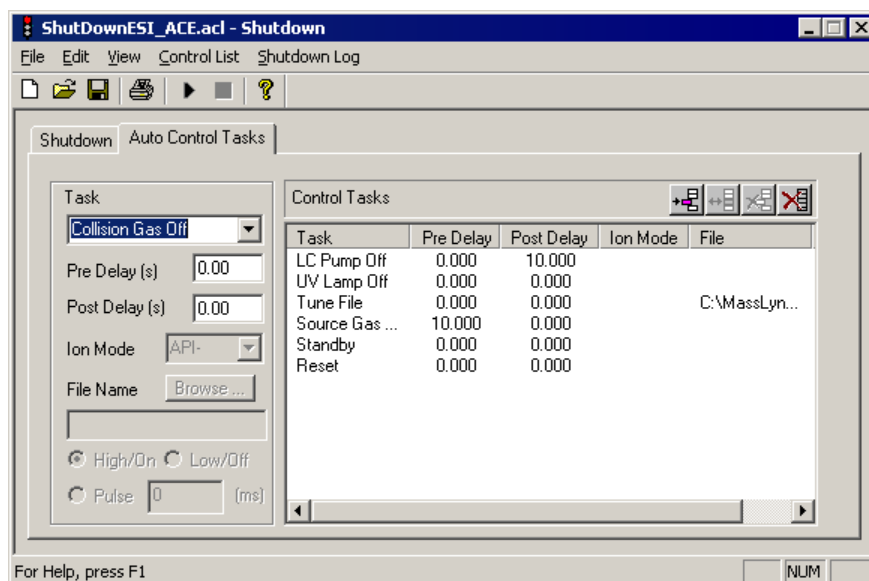 ShutDownESI_ACE.acl - Shutdown
File Edit View Control List Shutdown Log
Shutdown Auto Control Tasks
Task
Collision Gas Off
Pre Delay (s) 0.00
Post Delay (s) 0.00
Ion Mode API-
File Name Browse ...
High/On Low/Off
Pulse 0 (ms)
Control Tasks
Task Pre Delay Post Delay Ion Mode File
LC Pump Off 0.000 10.000
UV Lamp Off 0.000 0.000
Tune File 0.000 0.000 C:\MassLyn...
Source Gas ... 10.000 0.000
Standby 0.000 0.000
Reset 0.000 0.000
For Help, press F1 NUM